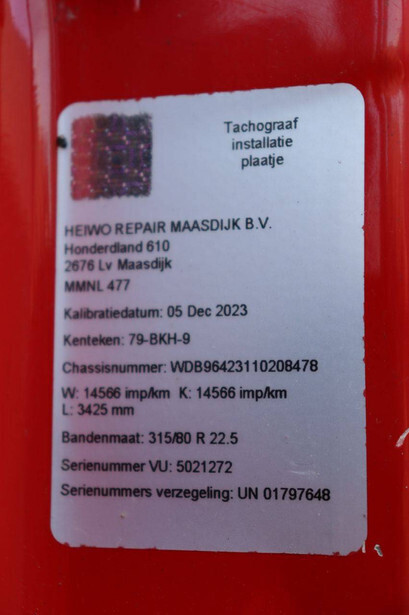 Tachograaf
installatie
plaatje
HEIWO REPAIR MAASDIJK B.V.
Honderdland 610
2676 Lv Maasdijk
MMNL 477
Kalibratiedatum: 05 Dec 2023
Kenteken: 79-BKH-9
Chassisnummer: WDB96423110208478
W: 14566 imp/km K: 14566 imp/km
L: 3425 mm
Bandenmaat: 315/80 R 22.5
Serienummer VU: 5021272
Serienummers verzegeling: UN 01797648